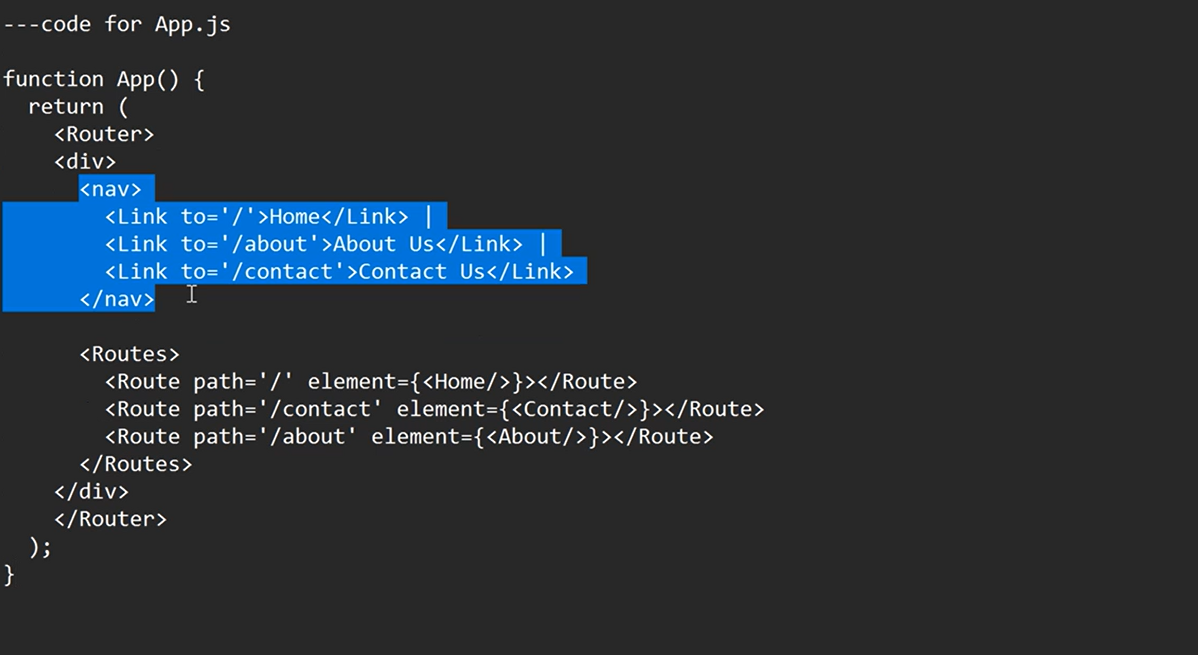 ---code for App.js
function App() {
  return (
    <Router>
    <div>
      <nav>
        <Link to='/'>Home</Link> |
        <Link to='/about'>About Us</Link> |
        <Link to='/contact'>Contact Us</Link>
      </nav>
      <Routes>
        <Route path='/' element={<Home/>}></Route>
        <Route path='/contact' element={<Contact/>}></Route>
        <Route path='/about' element={<About/>}></Route>
      </Routes>
    </div>
    </Router>
  );
}